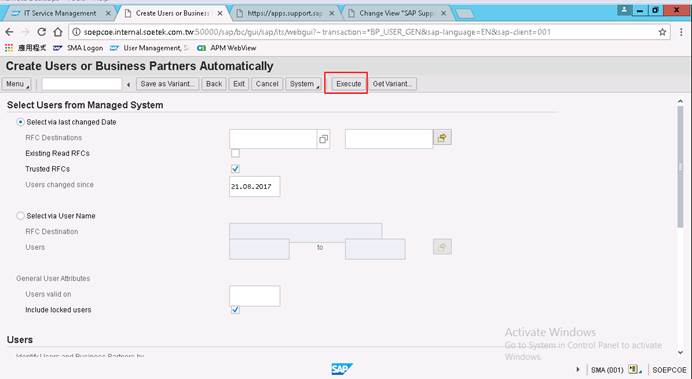 IT Service Management
Create Users or Business
https://apps.support.sap
Change View "SAP Supp
soepcoe.internal.soetek.com.tw:50000/sap/bc/gui/sap/its/webgui?~transaction=*BP_USER_GEN&sap-language=EN&sap-client=001
應用程式 SMA Logon User Management, S APM WebView
Create Users or Business Partners Automatically
Menu Save as Variant... Back Exit Cancel System Execute Get Variant...
Select Users from Managed System
Select via last changed Date
RFC Destinations
Existing Read RFCs
Trusted RFCs
Users changed since 21.08.2017
Select via User Name
RFC Destination
Users to
General User Attributes
Users valid on
Include locked users
Activate Windows
Go to System in Control Panel to activate
Windows.
Users
Identify Users and Business Partners by
SAP SMA (001) SOEPCOE